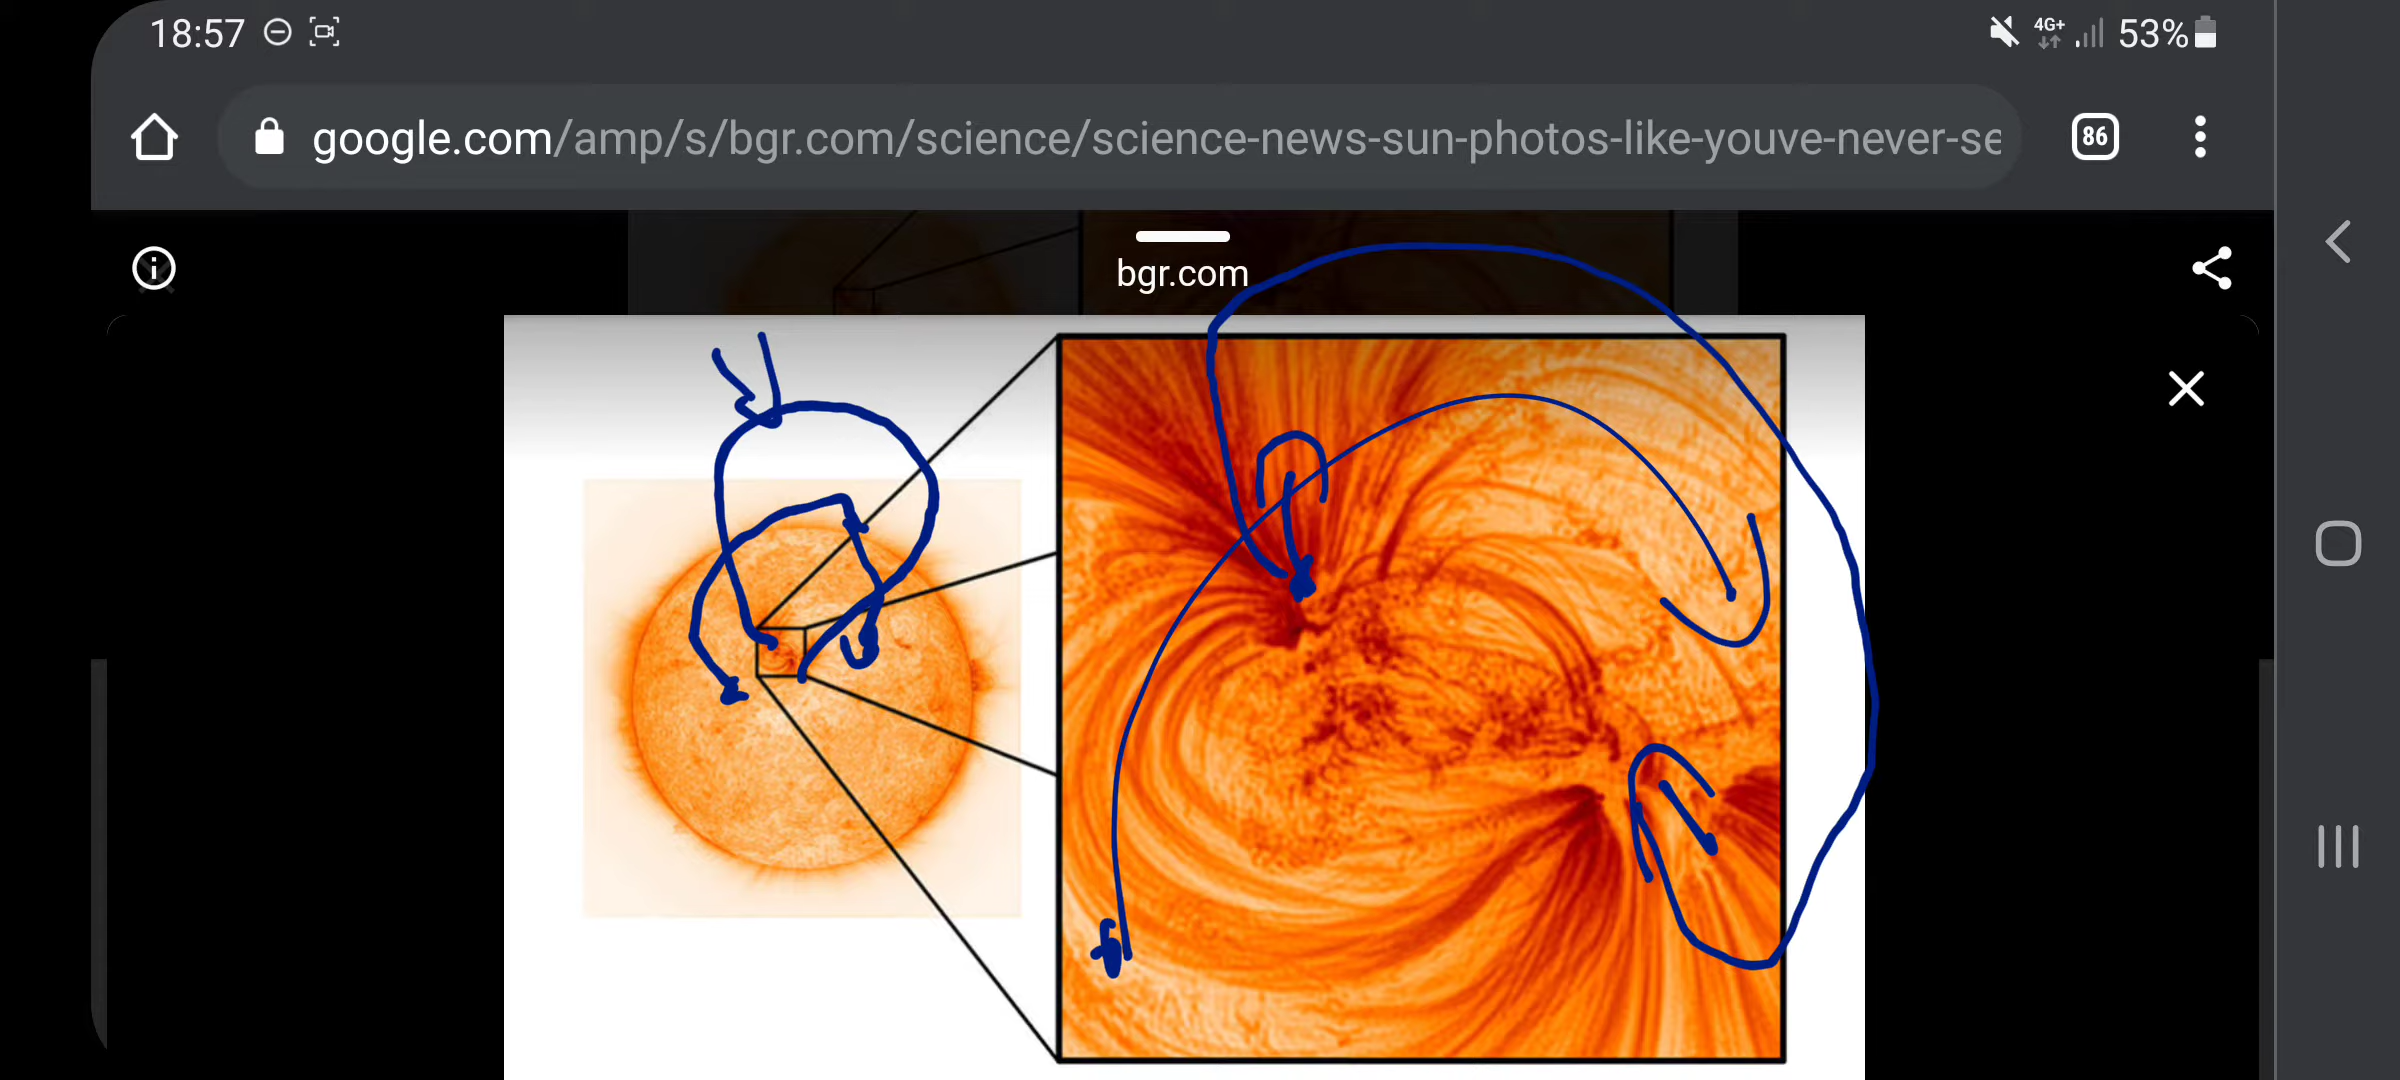 18:57 4G+ 53%
google.com/amp/s/bgr.com/science/science-news-sun-photos-like-youve-never-se
86
bgr.com